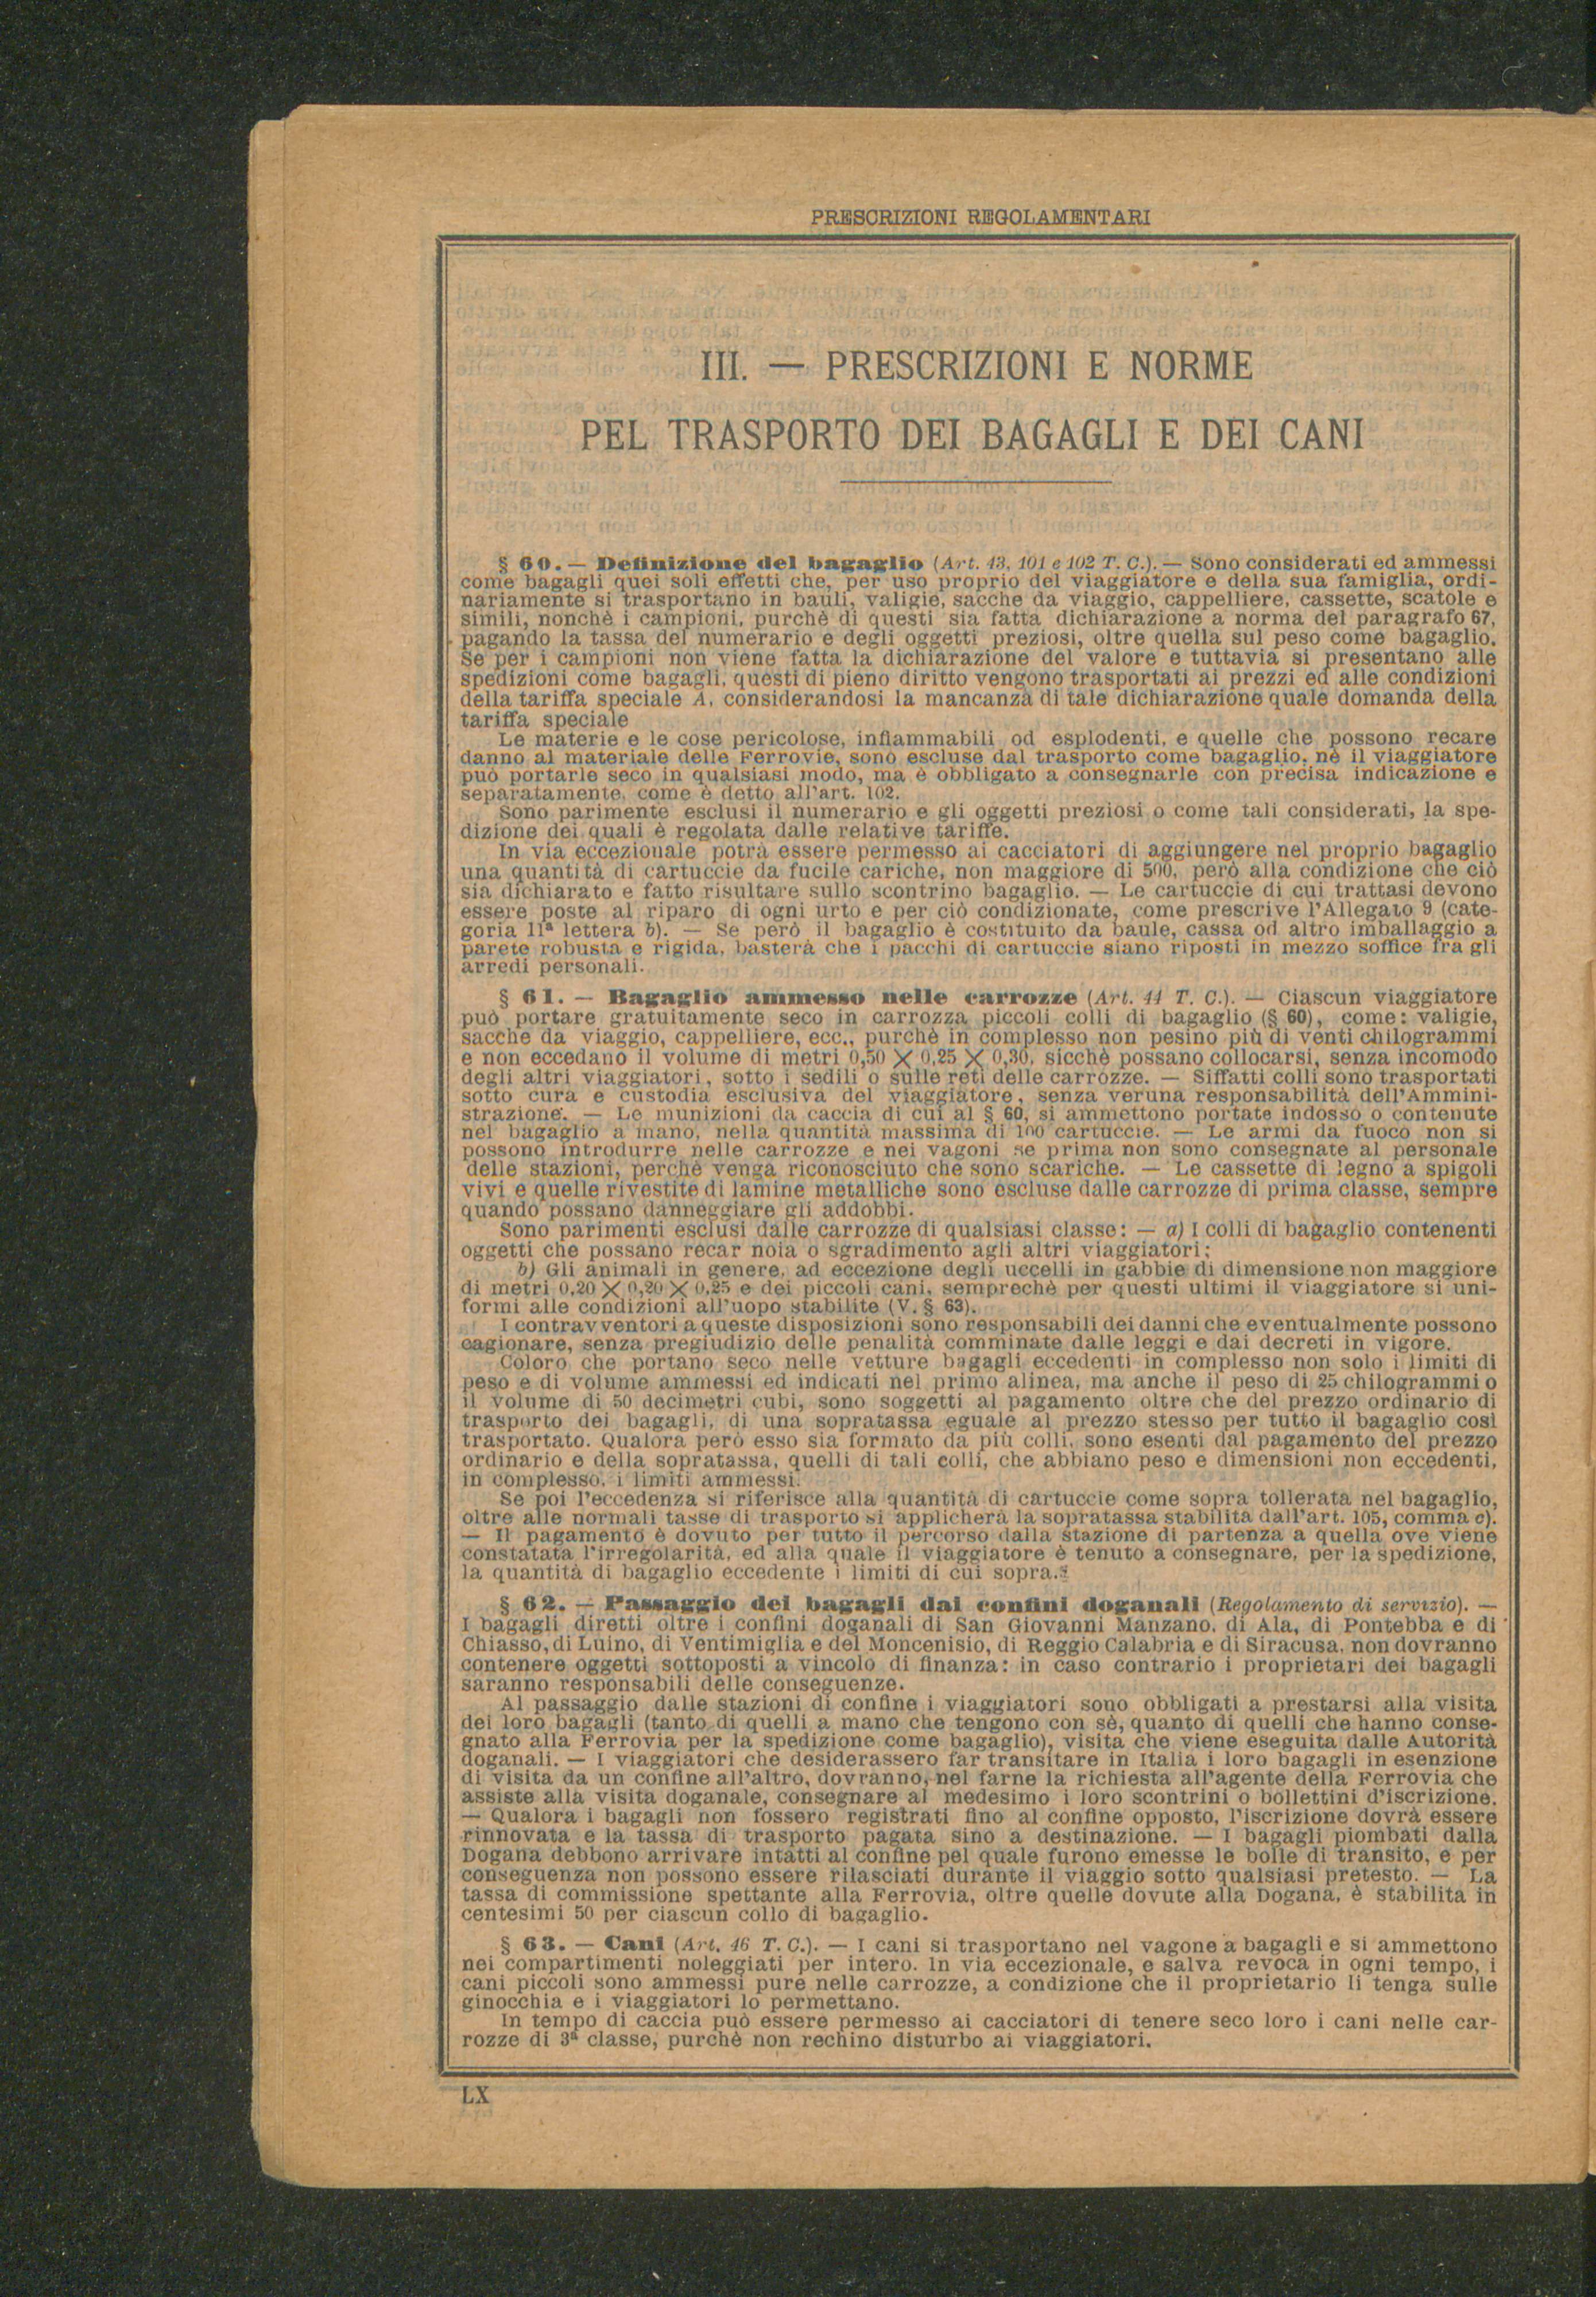 PRESCRIZIONI REGOLAMENTARI
III. — PRESCRIZIONI E NORME
PEL TRASPORTO DEI BAGAGLI E DEI CANI
§ 60. — Definizione del bagaglio (Art. 43, 101 e 102 T. C.). — Sono considerati ed ammessi
come bagagli quei soli effetti che, per uso proprio del viaggiatore e della sua famiglia, ordi-
nariamente si trasportano in bauli, valigie, sacche da viaggio, cappelliere, cassette, scatole e
simili, nonchè i campioni, purchè di questi sia fatta dichiarazione a norma del paragrafo 67,
pagando la tassa del numerario e degli oggetti preziosi, oltre quella sul peso come bagaglio.
Se per i campioni non viene fatta la dichiarazione del valore e tuttavia si presentano alle
spedizioni come bagagli, questi di pieno diritto vengono trasportati ai prezzi ed alle condizioni
della tariffa speciale A, considerandosi la mancanza di tale dichiarazione quale domanda della
tariffa speciale
Le materie e le cose pericolose, infiammabili od esplodenti, e quelle che possono recare
danno al materiale delle Ferrovie, sono escluse dal trasporto come bagaglio, nè il viaggiatore
può portarle seco in qualsiasi modo, ma è obbligato a consegnarle con precisa indicazione e
separatamente, come è detto all'art. 102.
Sono parimente esclusi il numerario e gli oggetti preziosi o come tali considerati, la spe-
dizione dei quali è regolata dalle relative tariffe.
In via eccezionale potrà essere permesso ai cacciatori di aggiungere nel proprio bagaglio
una quantità di cartuccie da fucile cariche, non maggiore di 500, però alla condizione che ciò
sia dichiarato e fatto risultare sullo scontrino bagaglio. — Le cartuccie di cui trattasi devono
essere poste al riparo di ogni urto e per ciò condizionate, come prescrive l'Allegato 9 (cate-
goria 11ª lettera b). — Se però il bagaglio è costituito da baule, cassa od altro imballaggio a
parete robusta e rigida, basterà che i pacchi di cartuccie siano riposti in mezzo soffice fra gli
arredi personali.
§ 61. — Bagaglio ammesso nelle carrozze (Art. 44 T. C.). — Ciascun viaggiatore
può portare gratuitamente seco in carrozza piccoli colli di bagaglio (§ 60), come: valigie,
sacche da viaggio, cappelliere, ecc., purchè in complesso non pesino più di venti chilogrammi
e non eccedano il volume di metri 0,50 × 0,25 × 0,30, sicchè possano collocarsi, senza incomodo
degli altri viaggiatori, sotto i sedili o sulle reti delle carrozze. — Siffatti colli sono trasportati
sotto cura e custodia esclusiva del viaggiatore, senza veruna responsabilità dell'Ammini-
strazione. — Le munizioni da caccia di cui al § 60, si ammettono portate indosso o contenute
nel bagaglio a mano, nella quantità massima di 100 cartuccie. — Le armi da fuoco non si
possono introdurre nelle carrozze e nei vagoni se prima non sono consegnate al personale
delle stazioni, perchè venga riconosciuto che sono scariche. — Le cassette di legno a spigoli
vivi e quelle rivestite di lamine metalliche sono escluse dalle carrozze di prima classe, sempre
quando possano danneggiare gli addobbi.
Sono parimenti esclusi dalle carrozze di qualsiasi classe: — a) I colli di bagaglio contenenti
oggetti che possano recar noia o sgradimento agli altri viaggiatori;
b) Gli animali in genere, ad eccezione degli uccelli in gabbie di dimensione non maggiore
di metri 0,20 × 0,20 × 0,25 e dei piccoli cani, sempreché per questi ultimi il viaggiatore si uni-
formi alle condizioni all'uopo stabilite (V. § 63).
I contravventori a queste disposizioni sono responsabili dei danni che eventualmente possono
cagionare, senza pregiudizio delle penalità comminate dalle leggi e dai decreti in vigore.
Coloro che portano seco nelle vetture bagagli eccedenti in complesso non solo i limiti di
peso e di volume ammessi ed indicati nel primo alinea, ma anche il peso di 25 chilogrammi o
il volume di 50 decimetri cubi, sono soggetti al pagamento oltre che del prezzo ordinario di
trasporto dei bagagli, di una sopratassa eguale al prezzo stesso per tutto il bagaglio così
trasportato. Qualora però esso sia formato da più colli, sono esenti dal pagamento del prezzo
ordinario e della sopratassa, quelli di tali colli, che abbiano peso e dimensioni non eccedenti,
in complesso, i limiti ammessi.
Se poi l'eccedenza si riferisce alla quantità di cartuccie come sopra tollerata nel bagaglio,
oltre alle normali tasse di trasporto si applicherà la sopratassa stabilita dall'art. 105, comma c).
— Il pagamento è dovuto per tutto il percorso dalla stazione di partenza a quella ove viene
constatata l'irregolarità, ed alla quale il viaggiatore è tenuto a consegnare, per la spedizione,
la quantità di bagaglio eccedente i limiti di cui sopra.
§ 62. — Passaggio dei bagagli dai confini doganali (Regolamento di servizio). —
I bagagli diretti oltre i confini doganali di San Giovanni Manzano, di Ala, di Pontebba e di
Chiasso, di Luino, di Ventimiglia e del Moncenisio, di Reggio Calabria e di Siracusa, non dovranno
contenere oggetti sottoposti a vincolo di finanza: in caso contrario i proprietari dei bagagli
saranno responsabili delle conseguenze.
Al passaggio dalle stazioni di confine i viaggiatori sono obbligati a prestarsi alla visita
dei loro bagagli (tanto di quelli a mano che tengono con sè, quanto di quelli che hanno conse-
gnato alla Ferrovia per la spedizione come bagaglio), visita che viene eseguita dalle Autorità
doganali. — I viaggiatori che desiderassero far transitare in Italia i loro bagagli in esenzione
di visita da un confine all'altro, dovranno, nel farne la richiesta all'agente della Ferrovia che
assiste alla visita doganale, consegnare al medesimo i loro scontrini o bollettini d'iscrizione.
— Qualora i bagagli non fossero registrati fino al confine opposto, l'iscrizione dovrà essere
rinnovata e la tassa di trasporto pagata sino a destinazione. — I bagagli piombati dalla
Dogana debbono arrivare intatti al confine pel quale furono emesse le bolle di transito, e per
conseguenza non possono essere rilasciati durante il viaggio sotto qualsiasi pretesto. — La
tassa di commissione spettante alla Ferrovia, oltre quelle dovute alla Dogana, è stabilita in
centesimi 50 per ciascun collo di bagaglio.
§ 63. — Cani (Art. 46 T. C.). — I cani si trasportano nel vagone a bagagli e si ammettono
nei compartimenti noleggiati per intero. In via eccezionale, e salva revoca in ogni tempo, i
cani piccoli sono ammessi pure nelle carrozze, a condizione che il proprietario li tenga sulle
ginocchia e i viaggiatori lo permettano.
In tempo di caccia può essere permesso ai cacciatori di tenere seco loro i cani nelle car-
rozze di 3ª classe, purchè non rechino disturbo ai viaggiatori.
LX